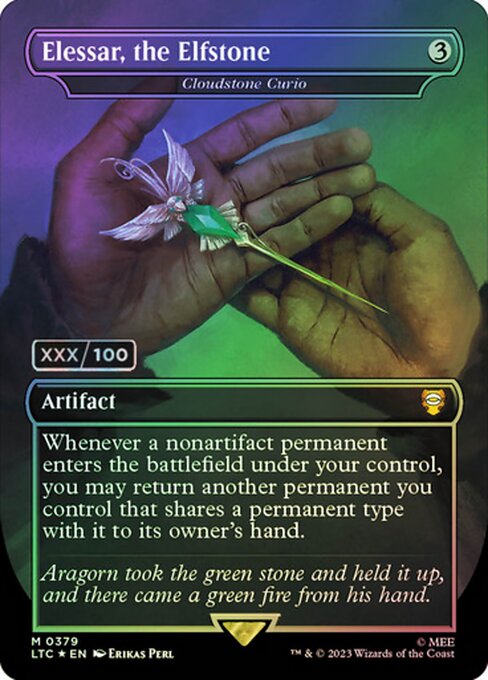 Elessar, the Elfstone 3
Cloudstone Curio
XXX/100
Artifact
Whenever a nonartifact permanent
enters the battlefield under your control,
you may return another permanent you
control that shares a permanent type
with it to its owner's hand.
Aragorn took the green stone and held it up,
and there came a green fire from his hand.
M 0379 © MEE
LTC ★ EN Erikas Perl ™ & © 2023 Wizards of the Coast